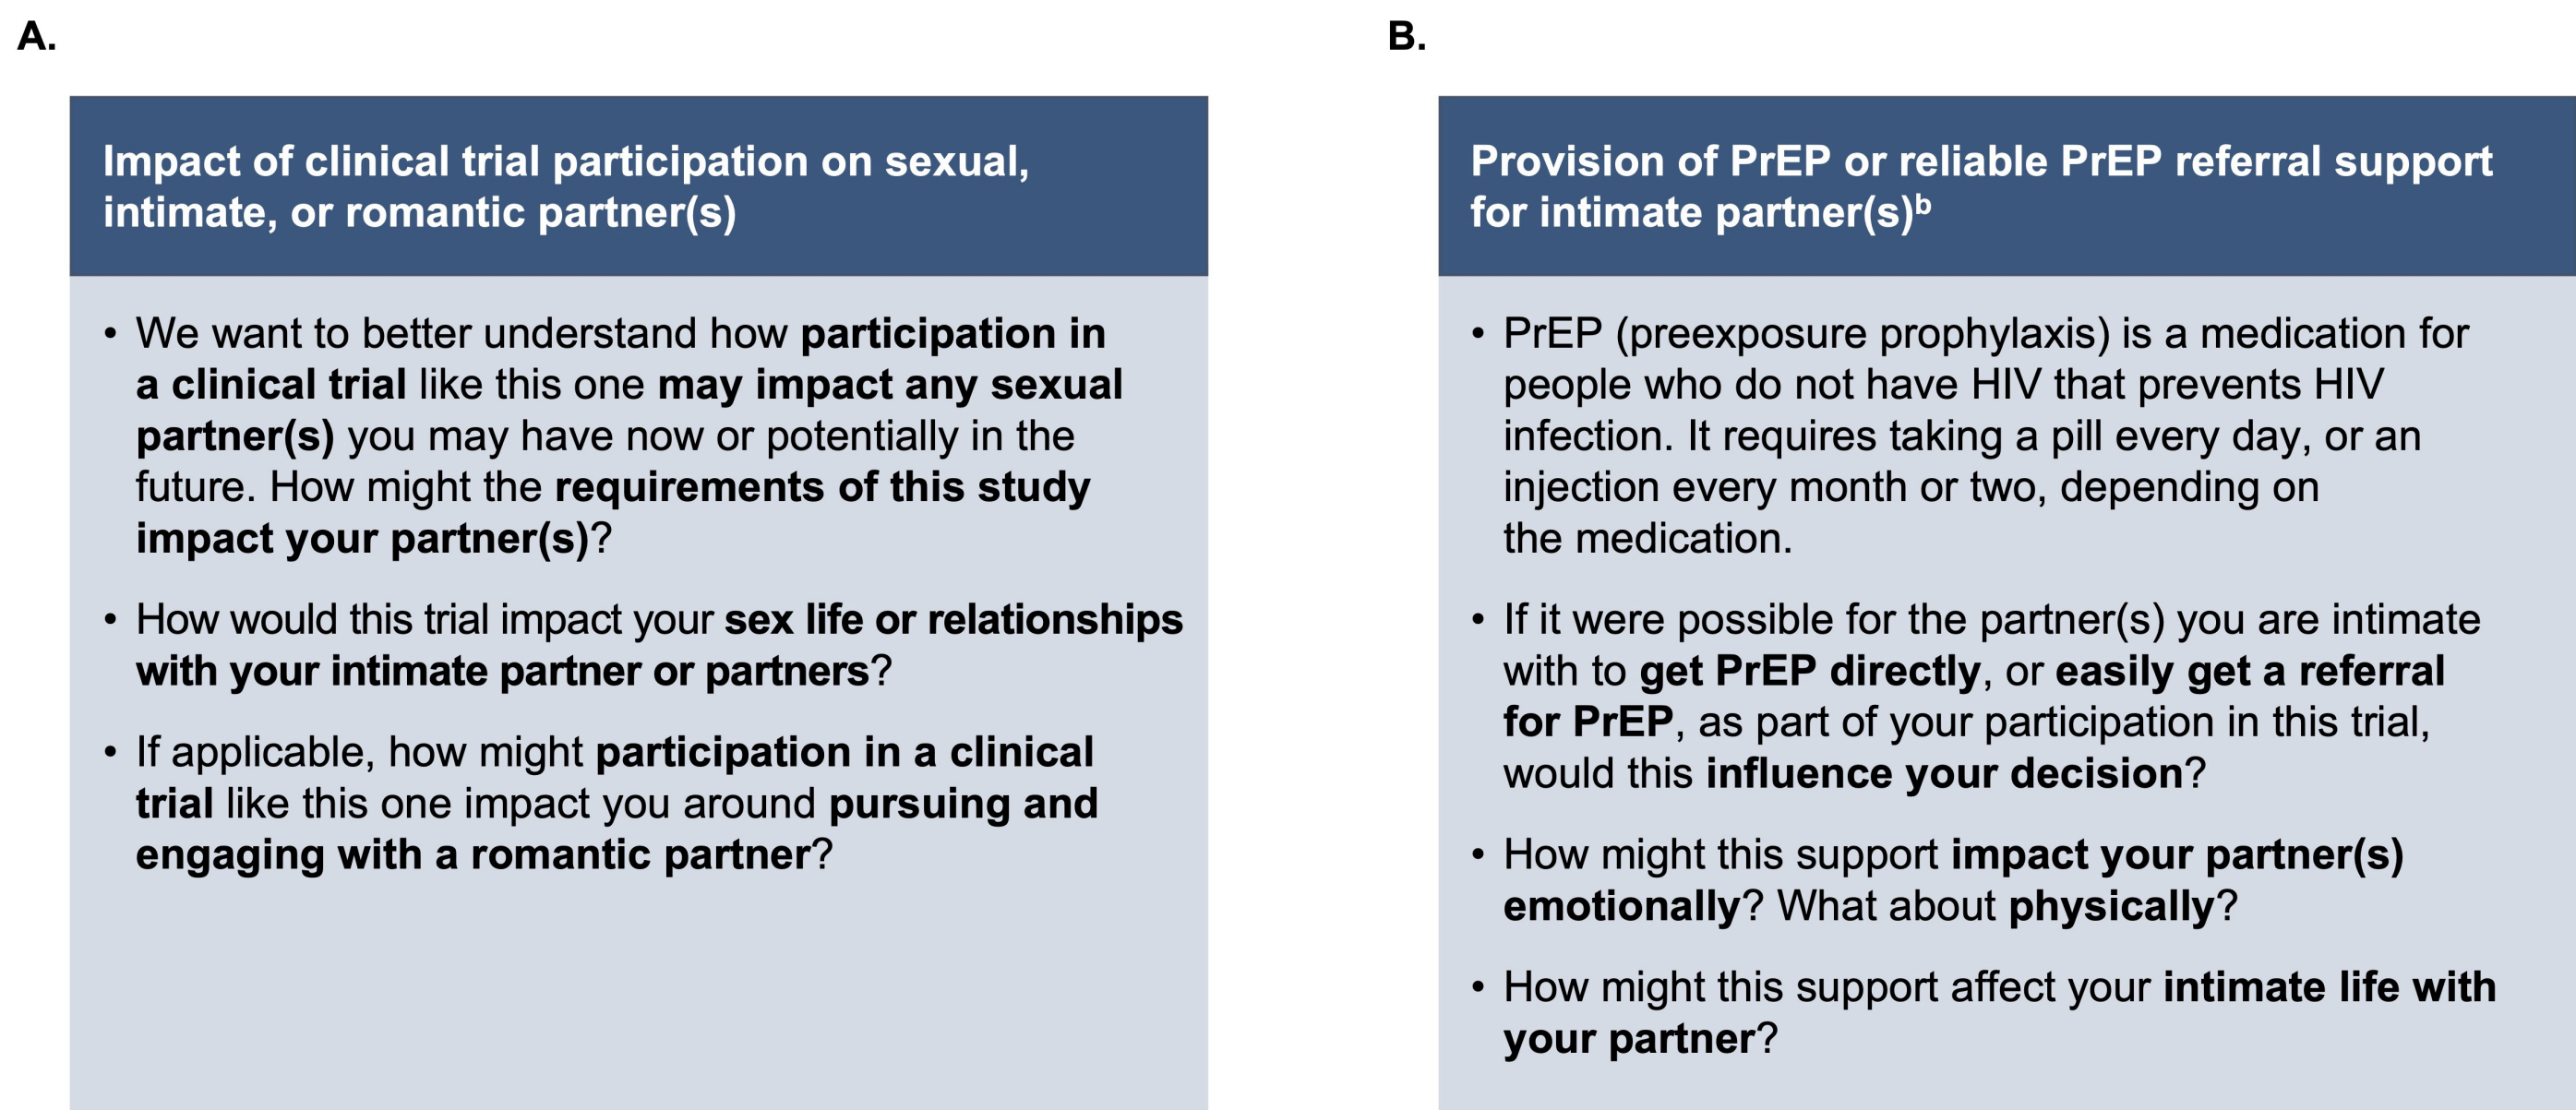 A.
Impact of clinical trial participation on sexual,
intimate, or romantic partner(s)
• We want to better understand how participation in
a clinical trial like this one may impact any sexual
partner(s) you may have now or potentially in the
future. How might the requirements of this study
impact your partner(s)?
• How would this trial impact your sex life or relationships
with your intimate partner or partners?
• If applicable, how might participation in a clinical
trial like this one impact you around pursuing and
engaging with a romantic partner?
B.
Provision of PrEP or reliable PrEP referral support
for intimate partner(s)ᵇ
• PrEP (preexposure prophylaxis) is a medication for
people who do not have HIV that prevents HIV
infection. It requires taking a pill every day, or an
injection every month or two, depending on
the medication.
• If it were possible for the partner(s) you are intimate
with to get PrEP directly, or easily get a referral
for PrEP, as part of your participation in this trial,
would this influence your decision?
• How might this support impact your partner(s)
emotionally? What about physically?
• How might this support affect your intimate life with
your partner?